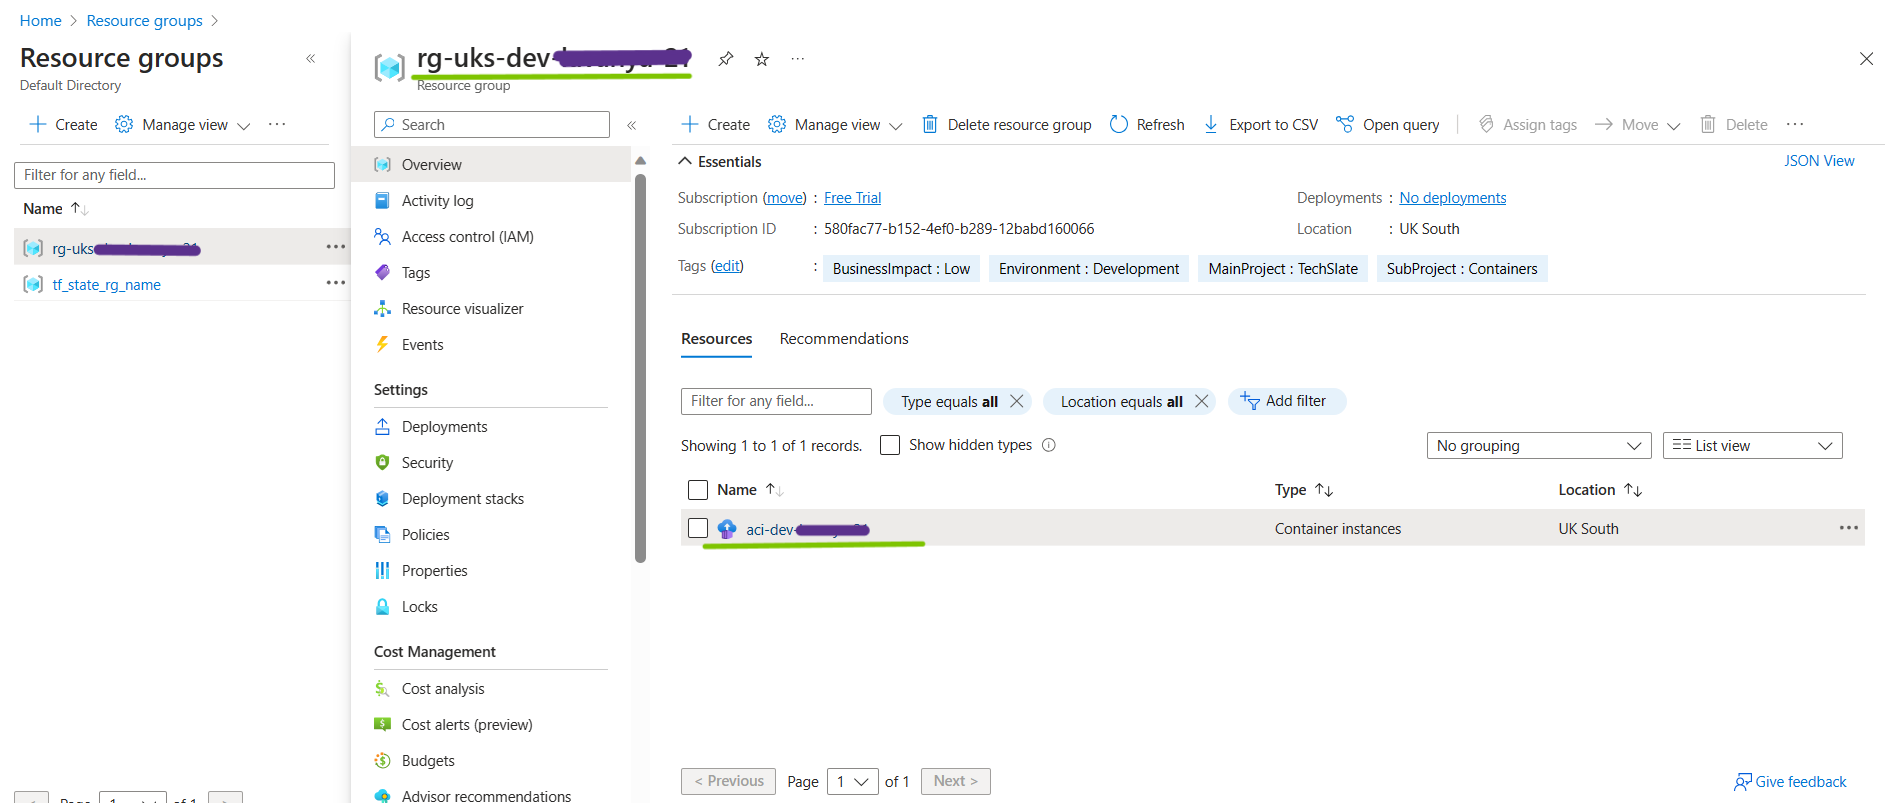 Home > Resource groups >
Resource groups
Default Directory
Create
Manage view
Filter for any field...
Name
rg-uks
tf_state_rg_name
Page 1 of 1
rg-uks-dev-
Resource group
Search
Overview
Activity log
Access control (IAM)
Tags
Resource visualizer
Events
Settings
Deployments
Security
Deployment stacks
Policies
Properties
Locks
Cost Management
Cost analysis
Cost alerts (preview)
Budgets
Advisor recommendations
Create
Manage view
Delete resource group
Refresh
Export to CSV
Open query
Assign tags
Move
Delete
Essentials
JSON View
Subscription (move) : Free Trial
Deployments : No deployments
Subscription ID : 580fac77-b152-4ef0-b289-12babd160066
Location : UK South
Tags (edit) : BusinessImpact : Low Environment : Development MainProject : TechSlate SubProject : Containers
Resources
Recommendations
Filter for any field...
Type equals all
Location equals all
Add filter
Showing 1 to 1 of 1 records.
Show hidden types
No grouping
List view
Name
Type
Location
aci-dev-
Container instances
UK South
< Previous
Page 1 of 1
Next >
Give feedback